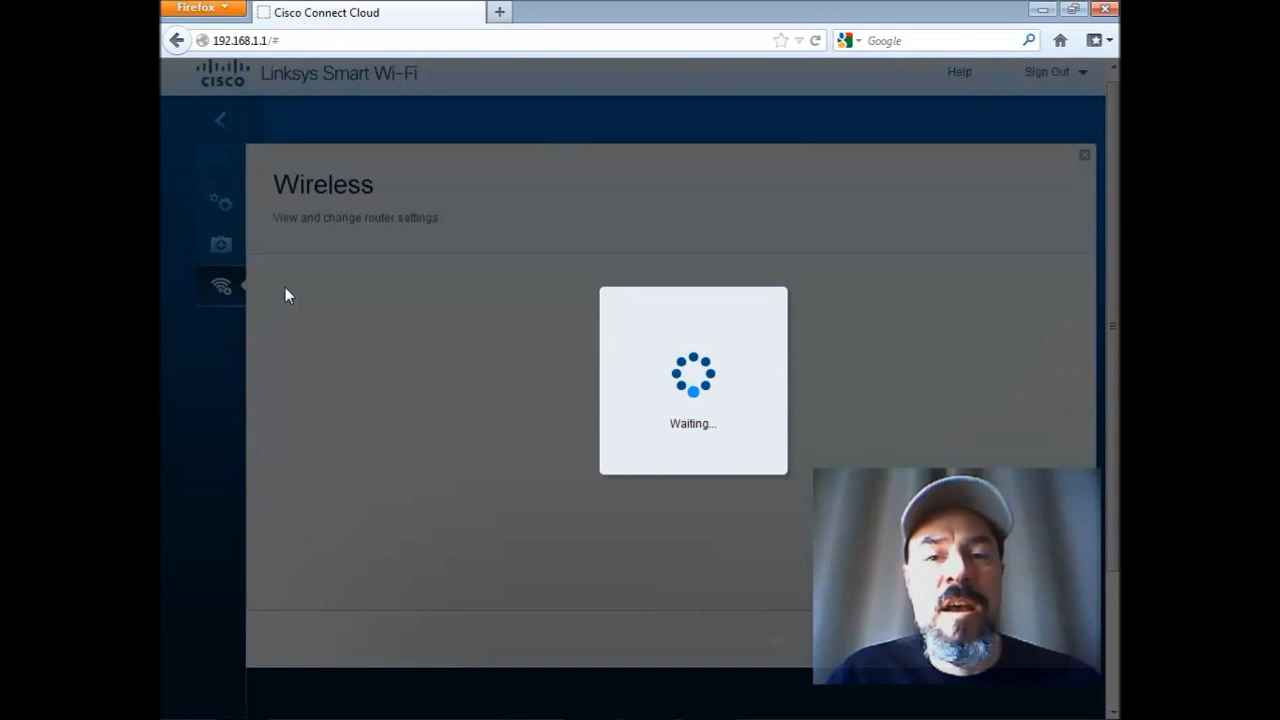 Firefox
Cisco Connect Cloud
192.168.1.1/#
Google
CISCO
Linksys Smart Wi-Fi
Help
Sign Out
Wireless
View and change router settings
Waiting...